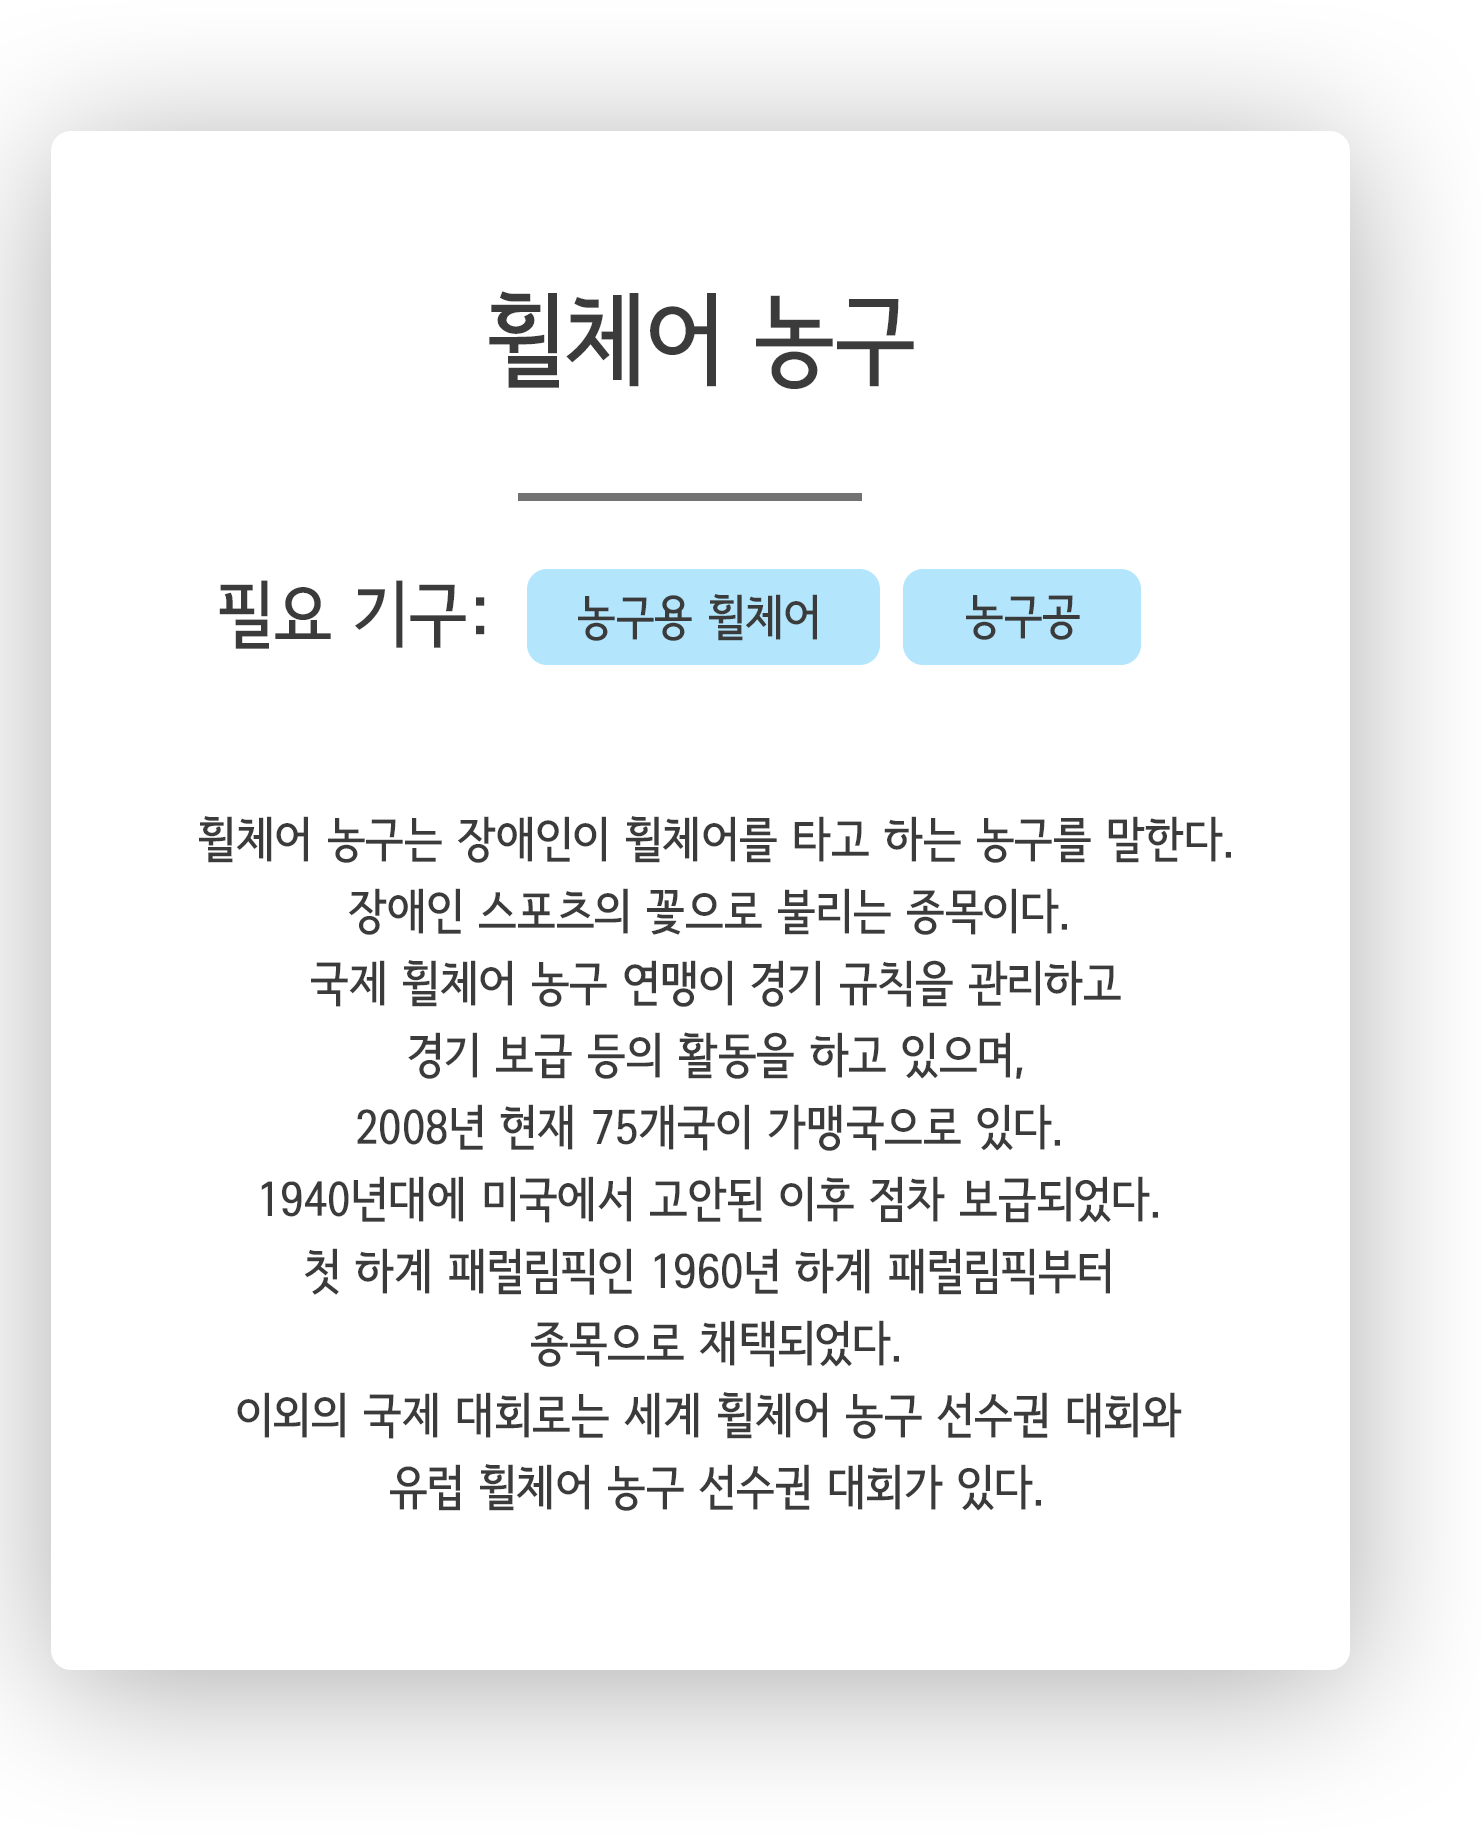 휠체어 농구
필요 기구: 농구용 휠체어 농구공
휠체어 농구는 장애인이 휠체어를 타고 하는 농구를 말한다.
장애인 스포츠의 꽃으로 불리는 종목이다.
국제 휠체어 농구 연맹이 경기 규칙을 관리하고
경기 보급 등의 활동을 하고 있으며,
2008년 현재 75개국이 가맹국으로 있다.
1940년대에 미국에서 고안된 이후 점차 보급되었다.
첫 하계 패럴림픽인 1960년 하계 패럴림픽부터
종목으로 채택되었다.
이외의 국제 대회로는 세계 휠체어 농구 선수권 대회와
유럽 휠체어 농구 선수권 대회가 있다.